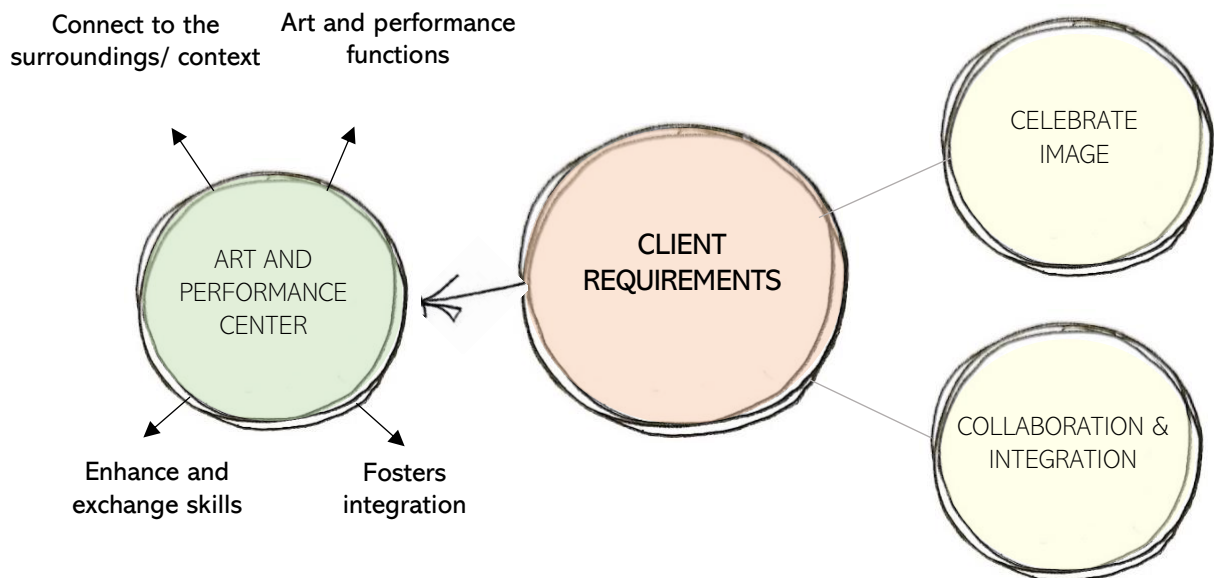 Connect to the
surroundings/ context
Art and performance
functions
ART AND
PERFORMANCE
CENTER
Enhance and
exchange skills
Fosters
integration
CLIENT
REQUIREMENTS
CELEBRATE
IMAGE
COLLABORATION &
INTEGRATION